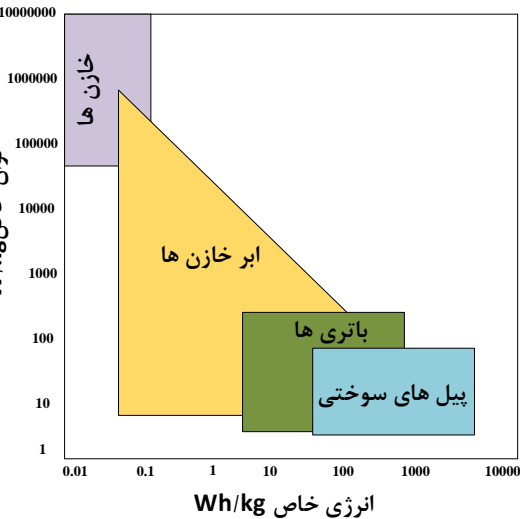 10000000
1000000
100000
10000
1000
100
10
1
خازن ها
ابر خازن ها
باتری ها
پیل های سوختی
0.01 0.1 1 10 100 1000 10000
انرژی خاص Wh/kg